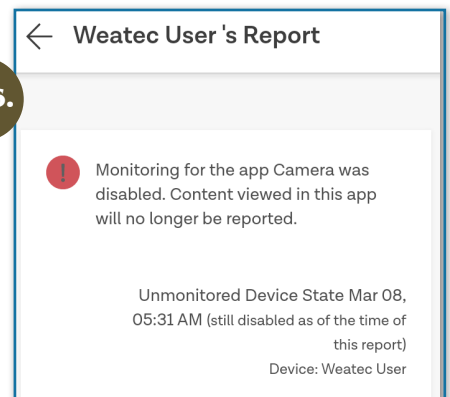 Weatec User 's Report
s.
Monitoring for the app Camera was
disabled. Content viewed in this app
will no longer be reported.
Unmonitored Device State Mar 08,
05:31 AM (still disabled as of the time of
this report)
Device: Weatec User